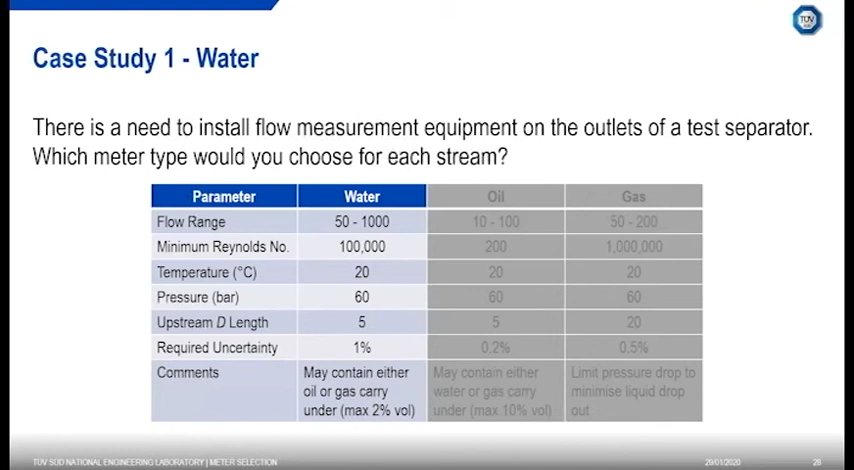 TÜV
SÜD
Case Study 1 - Water
There is a need to install flow measurement equipment on the outlets of a test separator.
Which meter type would you choose for each stream?
Parameter Water Oil Gas
Flow Range 50 - 1000 10 - 100 50 - 200
Minimum Reynolds No. 100,000 200 1,000,000
Temperature (°C) 20 20 20
Pressure (bar) 60 60 60
Upstream D Length 5 5 20
Required Uncertainty 1% 0.2% 0.5%
Comments May contain either May contain either Limit pressure drop to
oil or gas carry water or gas carry minimise liquid drop
under (max 2% vol) under (max 10% vol) out
TÜV SÜD NATIONAL ENGINEERING LABORATORY | METER SELECTION 29/01/2020 28